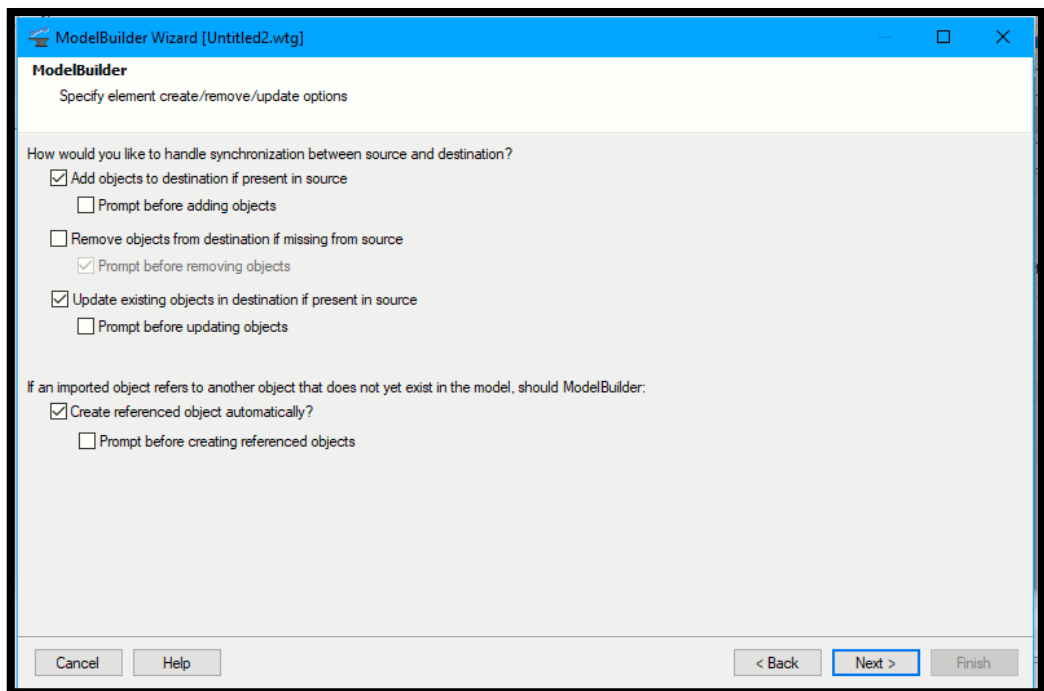 ModelBuilder Wizard [Untitled2.wtg]
ModelBuilder
Specify element create/remove/update options
How would you like to handle synchronization between source and destination?
Add objects to destination if present in source
Prompt before adding objects
Remove objects from destination if missing from source
Prompt before removing objects
Update existing objects in destination if present in source
Prompt before updating objects
If an imported object refers to another object that does not yet exist in the model, should ModelBuilder:
Create referenced object automatically?
Prompt before creating referenced objects
Cancel Help < Back Next > Finish